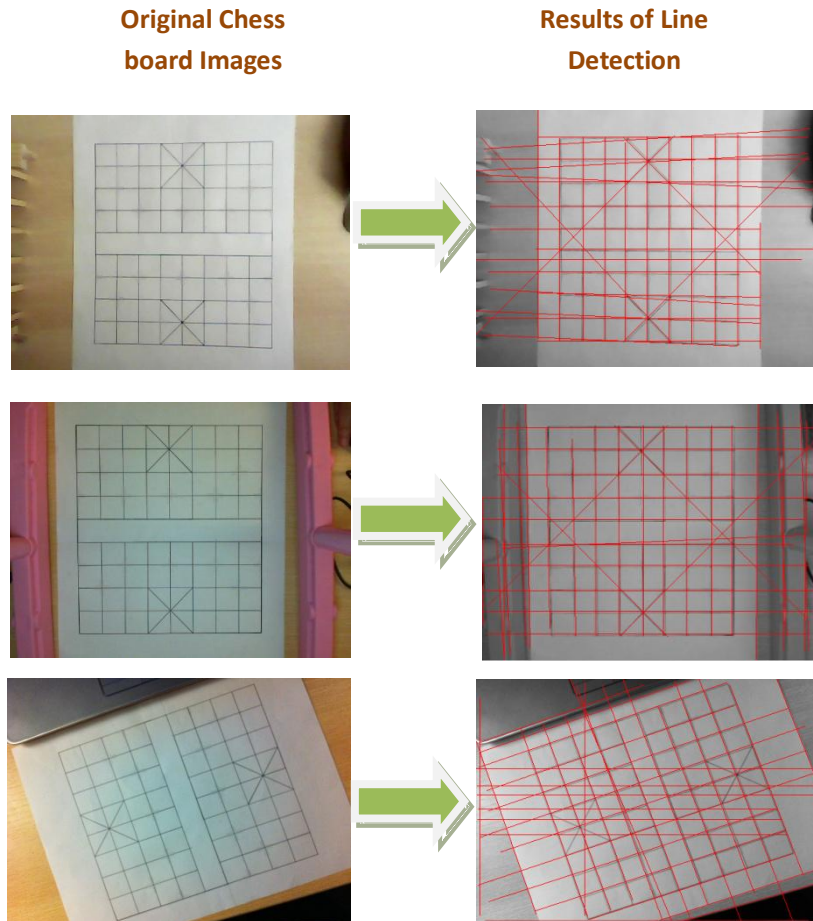 Original Chess
board Images
Results of Line
Detection